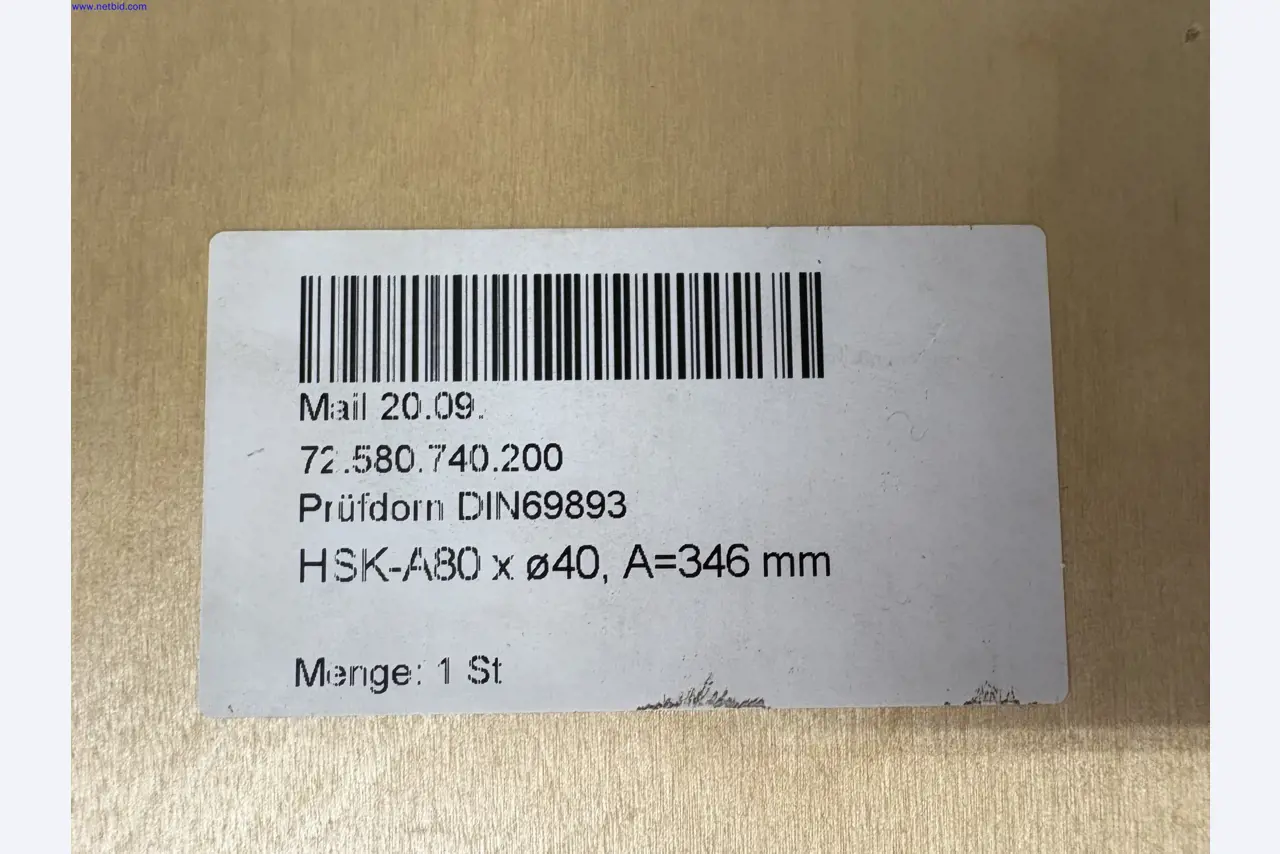 www.netbid.com
Mail 20.09.
72.580.740.200
Prüfdorn DIN69893
HSK-A80 x ø40, A=346 mm
Menge: 1 St